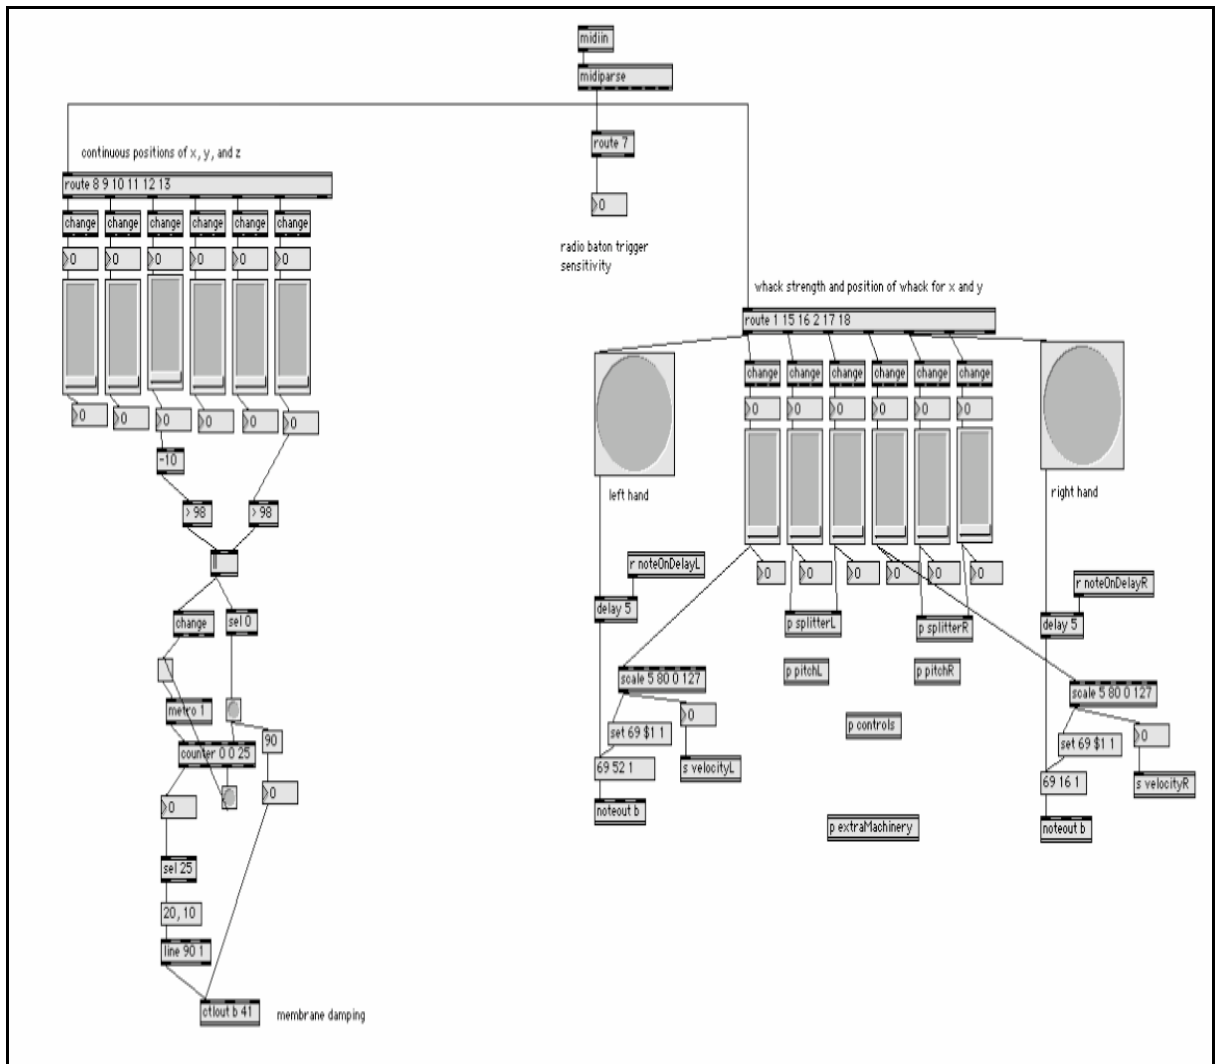 midiin
midiparse
route 7
0
radio baton trigger
sensitivity
continuous positions of x, y, and z
route 8 9 10 11 12 13
change change change change change change
0 0 0 0 0 0
0 0 0 0 0 0
-10
> 98 > 98
||
change sel 0
metro 1
counter 0 0 25
90
0 0
sel 25
20, 10
line 90 1
ctlout b 41
membrane damping
whack strength and position of whack for x and y
route 1 15 16 2 17 18
change change change change change change
0 0 0 0 0 0
left hand
right hand
0 0 0 0 0 0
r noteOnDelayL
delay 5
p splitterL
p splitterR
r noteOnDelayR
delay 5
p pitchL
p pitchR
scale 5 80 0 127
0
set 69 $1 1
69 52 1
s velocityL
noteout b
p controls
p extraMachinery
scale 5 80 0 127
0
set 69 $1 1
69 16 1
s velocityR
noteout b